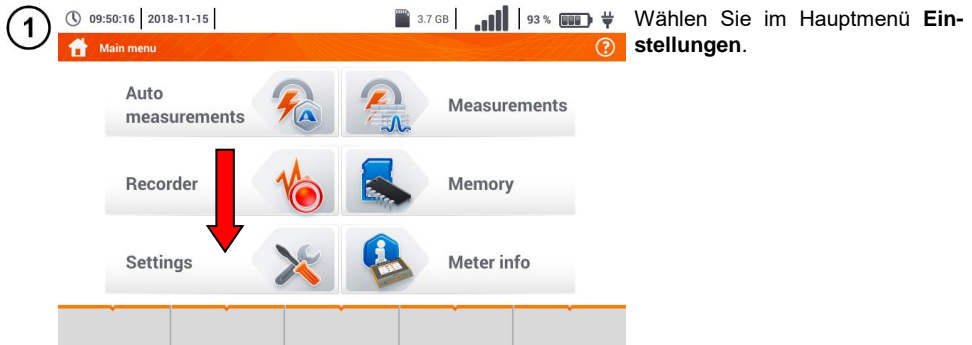 1
09:50:16 2018-11-15 3.7 GB 93 %
Main menu ?
Auto
measurements
A
Measurements
Recorder
Memory
Settings
Meter info
Wählen Sie im Hauptmenü Ein-
stellungen.